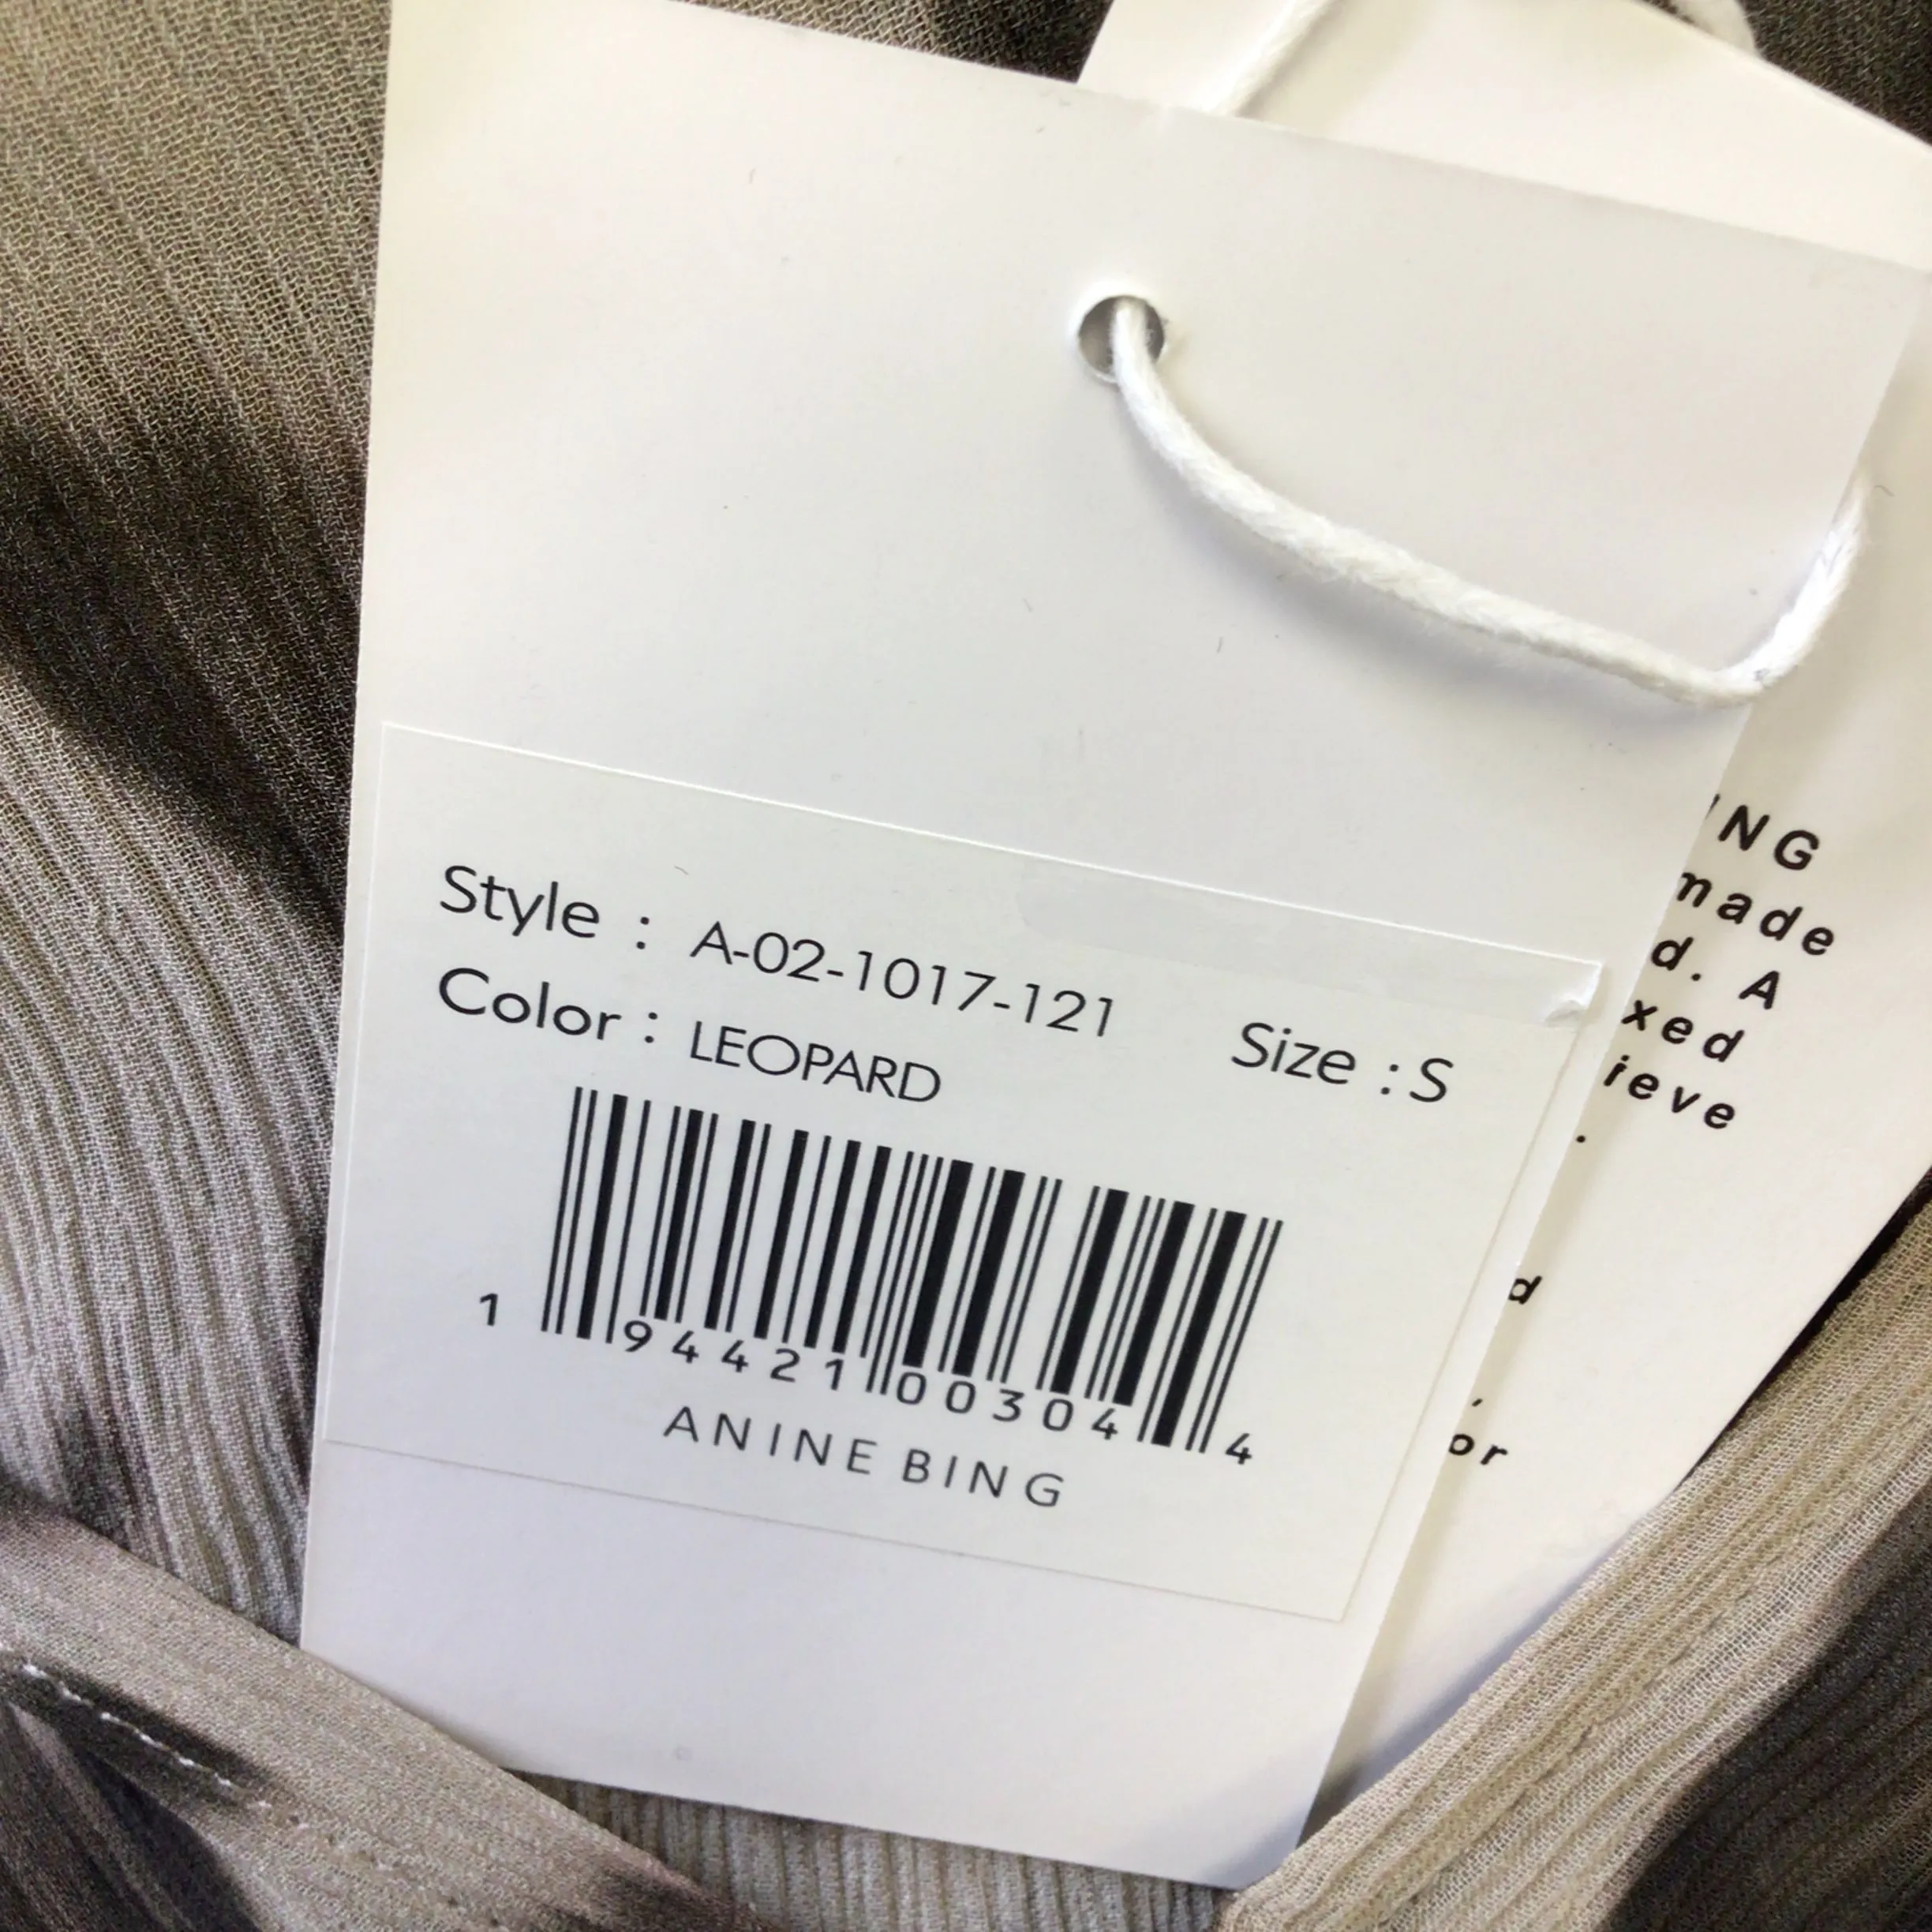 Style : A-02-1017-121
Color : LEOPARD
Size : S
1 94421 00304 4
ANINE BING
NG
made
d. A
xed
ieve
.
d
,
or